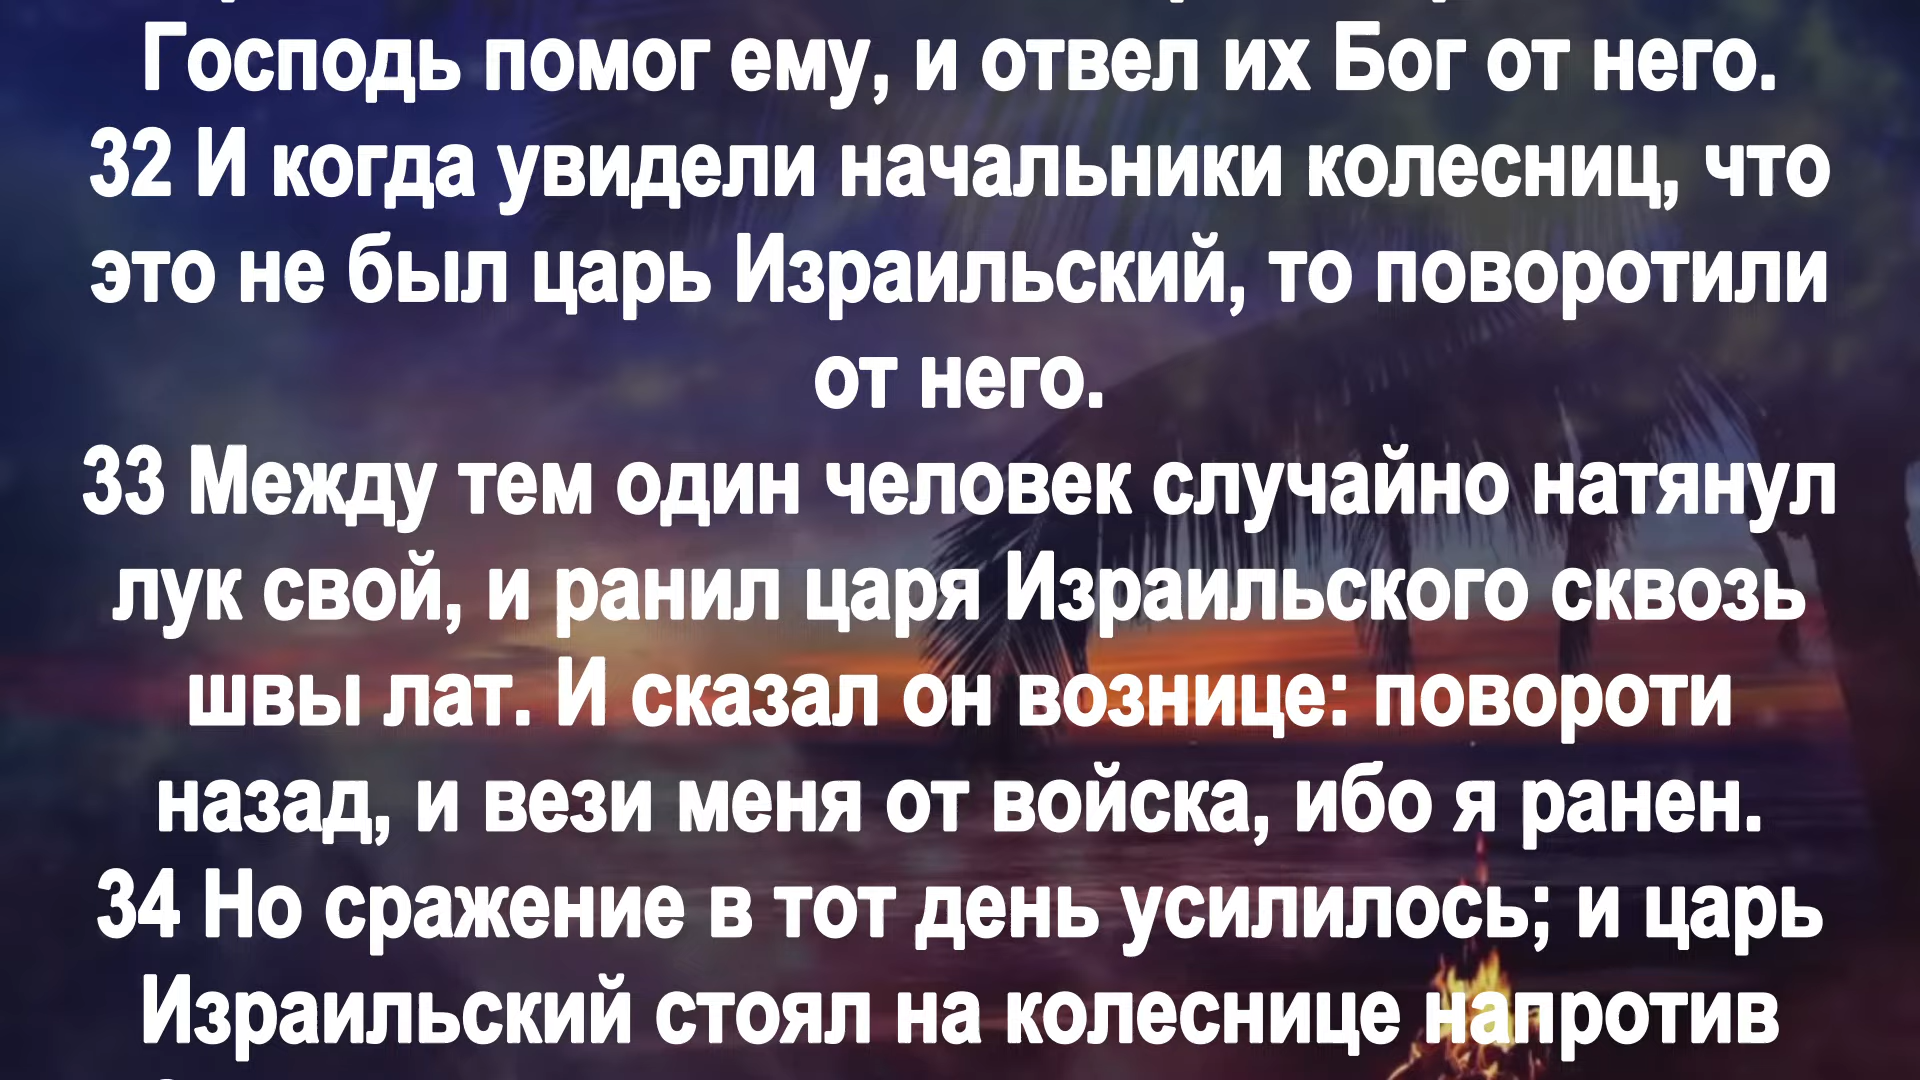 Господь помог ему, и отвел их Бог от него.
32 И когда увидели начальники колесниц, что
это не был царь Израильский, то поворотили
от него.
33 Между тем один человек случайно натянул
лук свой, и ранил царя Израильского сквозь
швы лат. И сказал он вознице: повороти
назад, и вези меня от войска, ибо я ранен.
34 Но сражение в тот день усилилось; и царь
Израильский стоял на колеснице напротив